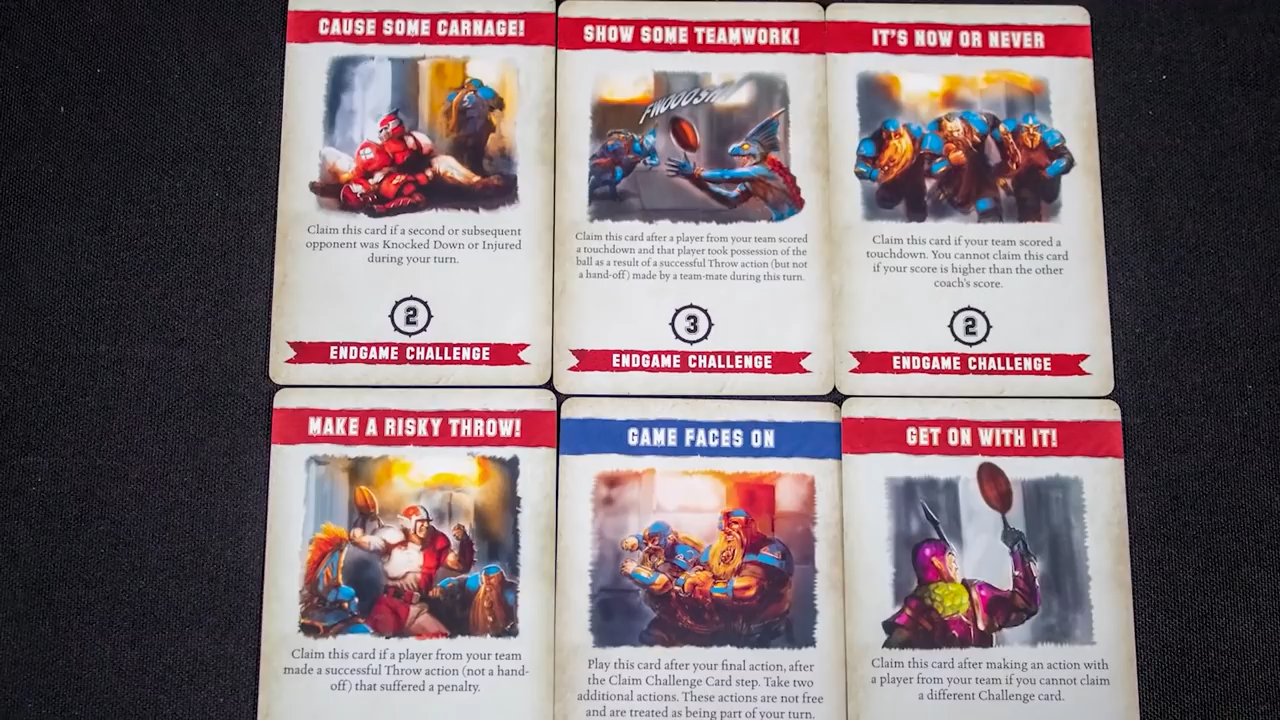 CAUSE SOME CARNAGE!
Claim this card if a second or subsequent
opponent was Knocked Down or Injured
during your turn.
2
ENDGAME CHALLENGE
SHOW SOME TEAMWORK!
FWOOOSH
Claim this card after a player from your team scored
a touchdown and that player took possession of the
ball as a result of a successful Throw action (but not
a hand-off) made by a team-mate during this turn.
3
ENDGAME CHALLENGE
IT'S NOW OR NEVER
Claim this card if your team scored a
touchdown. You cannot claim this card
if your score is higher than the other
coach's score.
2
ENDGAME CHALLENGE
MAKE A RISKY THROW!
Claim this card if a player from your team
made a successful Throw action (not a hand-
off) that suffered a penalty.
GAME FACES ON
Play this card after your final action, after
the Claim Challenge Card step. Take two
additional actions. These actions are not free
and are treated as being part of your turn.
GET ON WITH IT!
Claim this card after making an action with
a player from your team if you cannot claim
a different Challenge card.